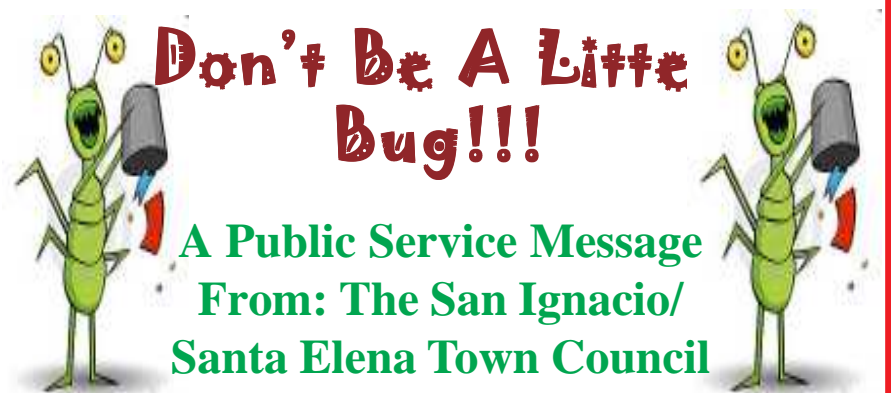 Don't Be A Litte
Bug!!!
A Public Service Message
From: The San Ignacio/
Santa Elena Town Council